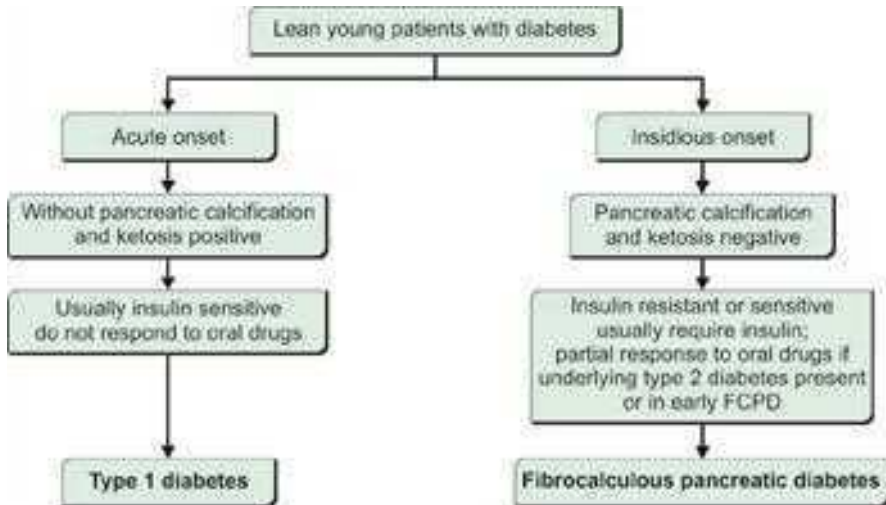 Lean young patients with diabetes
Acute onset
Insidious onset
Without pancreatic calcification
and ketosis positive
Pancreatic calcification
and ketosis negative
Usually insulin sensitive
do not respond to oral drugs
Insulin resistant or sensitive
usually require insulin;
partial response to oral drugs if
underlying type 2 diabetes present
or in early FCPD
Type 1 diabetes
Fibrocalculous pancreatic diabetes